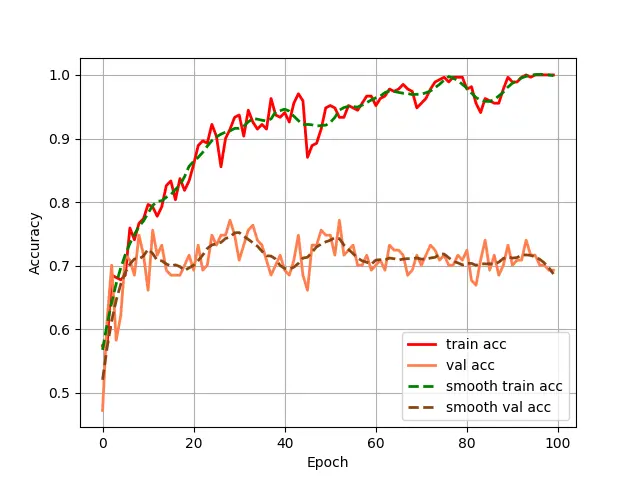 1.0
0.9
0.8
0.7
0.6
0.5
Accuracy
train acc
val acc
smooth train acc
smooth val acc
0 20 40 60 80 100
Epoch